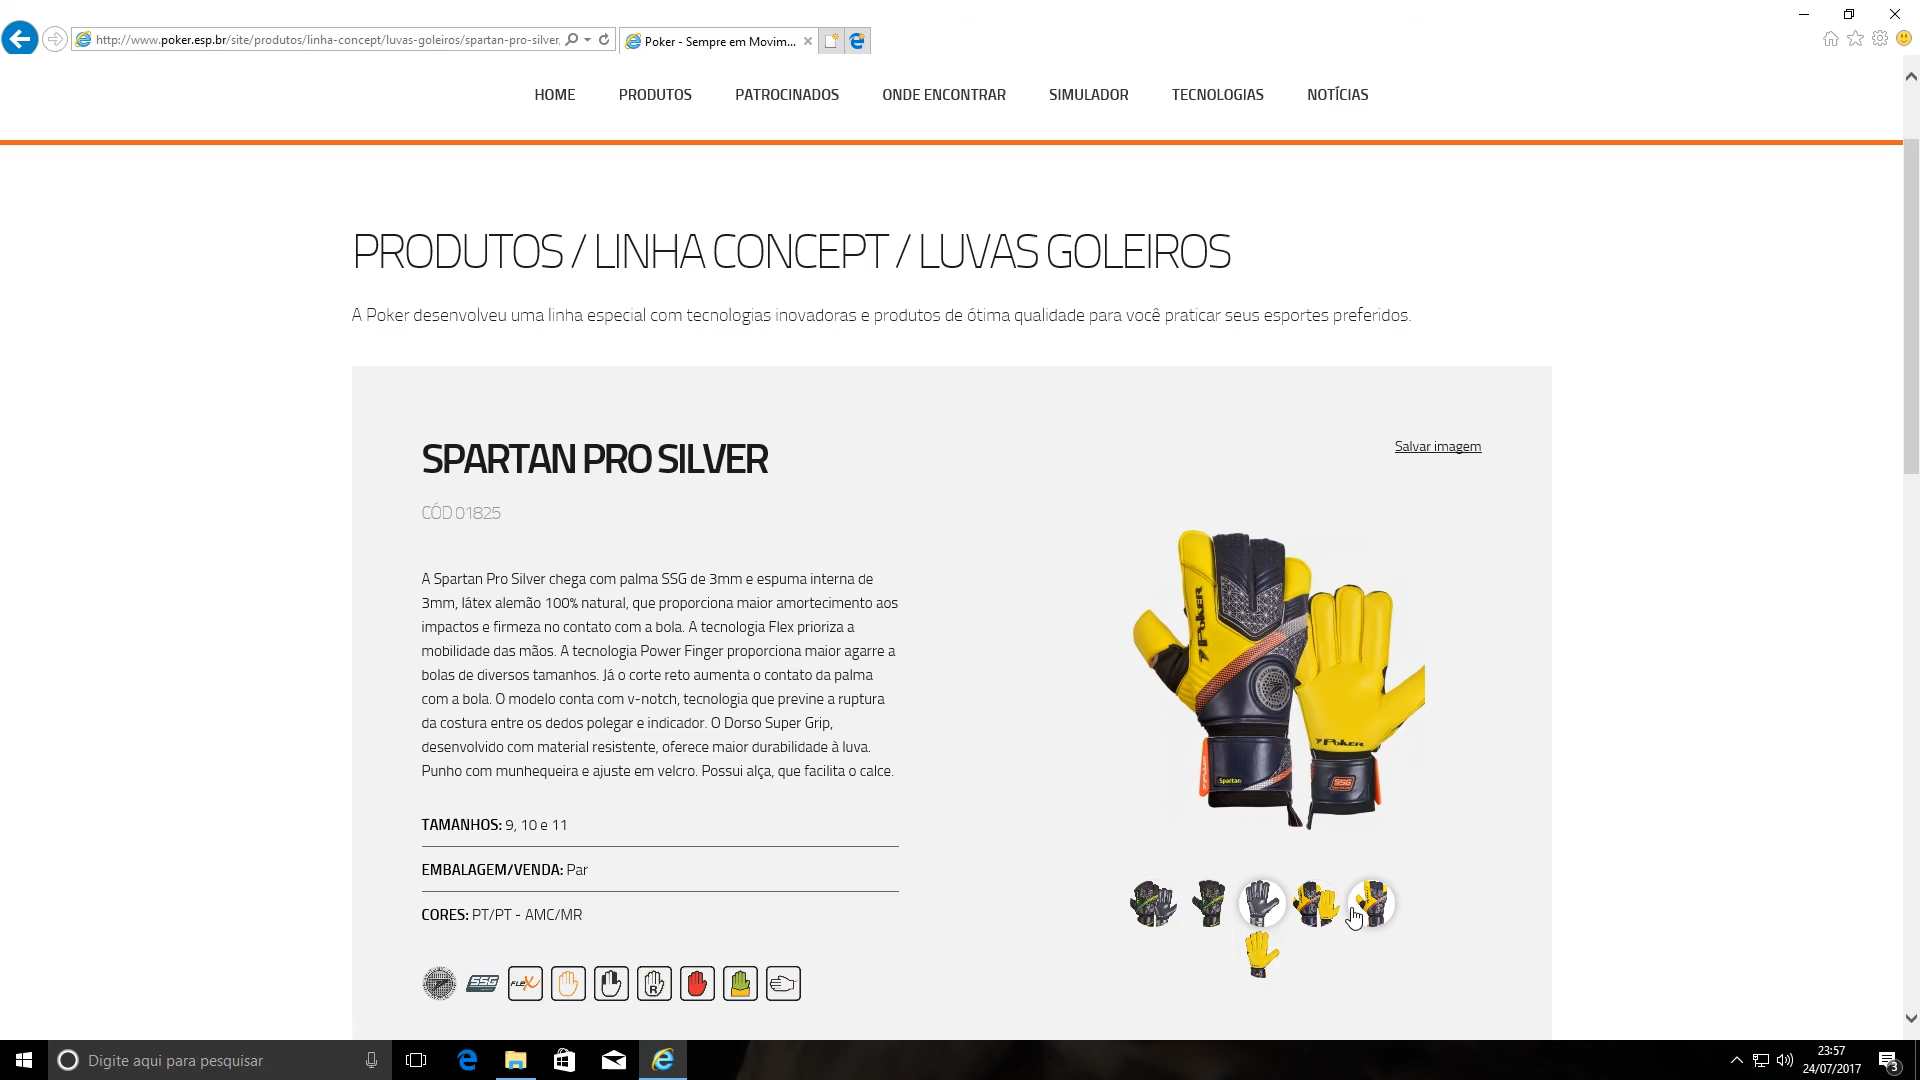 http://www.poker.esp.br/site/produtos/linha-concept/luvas-goleiros/spartan-pro-silver,
Poker - Sempre em Movim...
HOME PRODUTOS PATROCINADOS ONDE ENCONTRAR SIMULADOR TECNOLOGIAS NOTÍCIAS
PRODUTOS / LINHA CONCEPT / LUVAS GOLEIROS
A Poker desenvolveu uma linha especial com tecnologias inovadoras e produtos de ótima qualidade para você praticar seus esportes preferidos.
SPARTAN PRO SILVER
Salvar imagem
CÓD 01825
A Spartan Pro Silver chega com palma SSG de 3mm e espuma interna de
3mm, látex alemão 100% natural, que proporciona maior amortecimento aos
impactos e firmeza no contato com a bola. A tecnologia Flex prioriza a
mobilidade das mãos. A tecnologia Power Finger proporciona maior agarre a
bolas de diversos tamanhos. Já o corte reto aumenta o contato da palma
com a bola. O modelo conta com v-notch, tecnologia que previne a ruptura
da costura entre os dedos polegar e indicador. O Dorso Super Grip,
desenvolvido com material resistente, oferece maior durabilidade à luva.
Punho com munhequeira e ajuste em velcro. Possui alça, que facilita o calce.
POKER
POKER
Spartan
SSG
TAMANHOS: 9, 10 e 11
EMBALAGEM/VENDA: Par
CORES: PT/PT - AMC/MR
SSG
FLEX
R
Digite aqui para pesquisar
23:57
24/07/2017
3